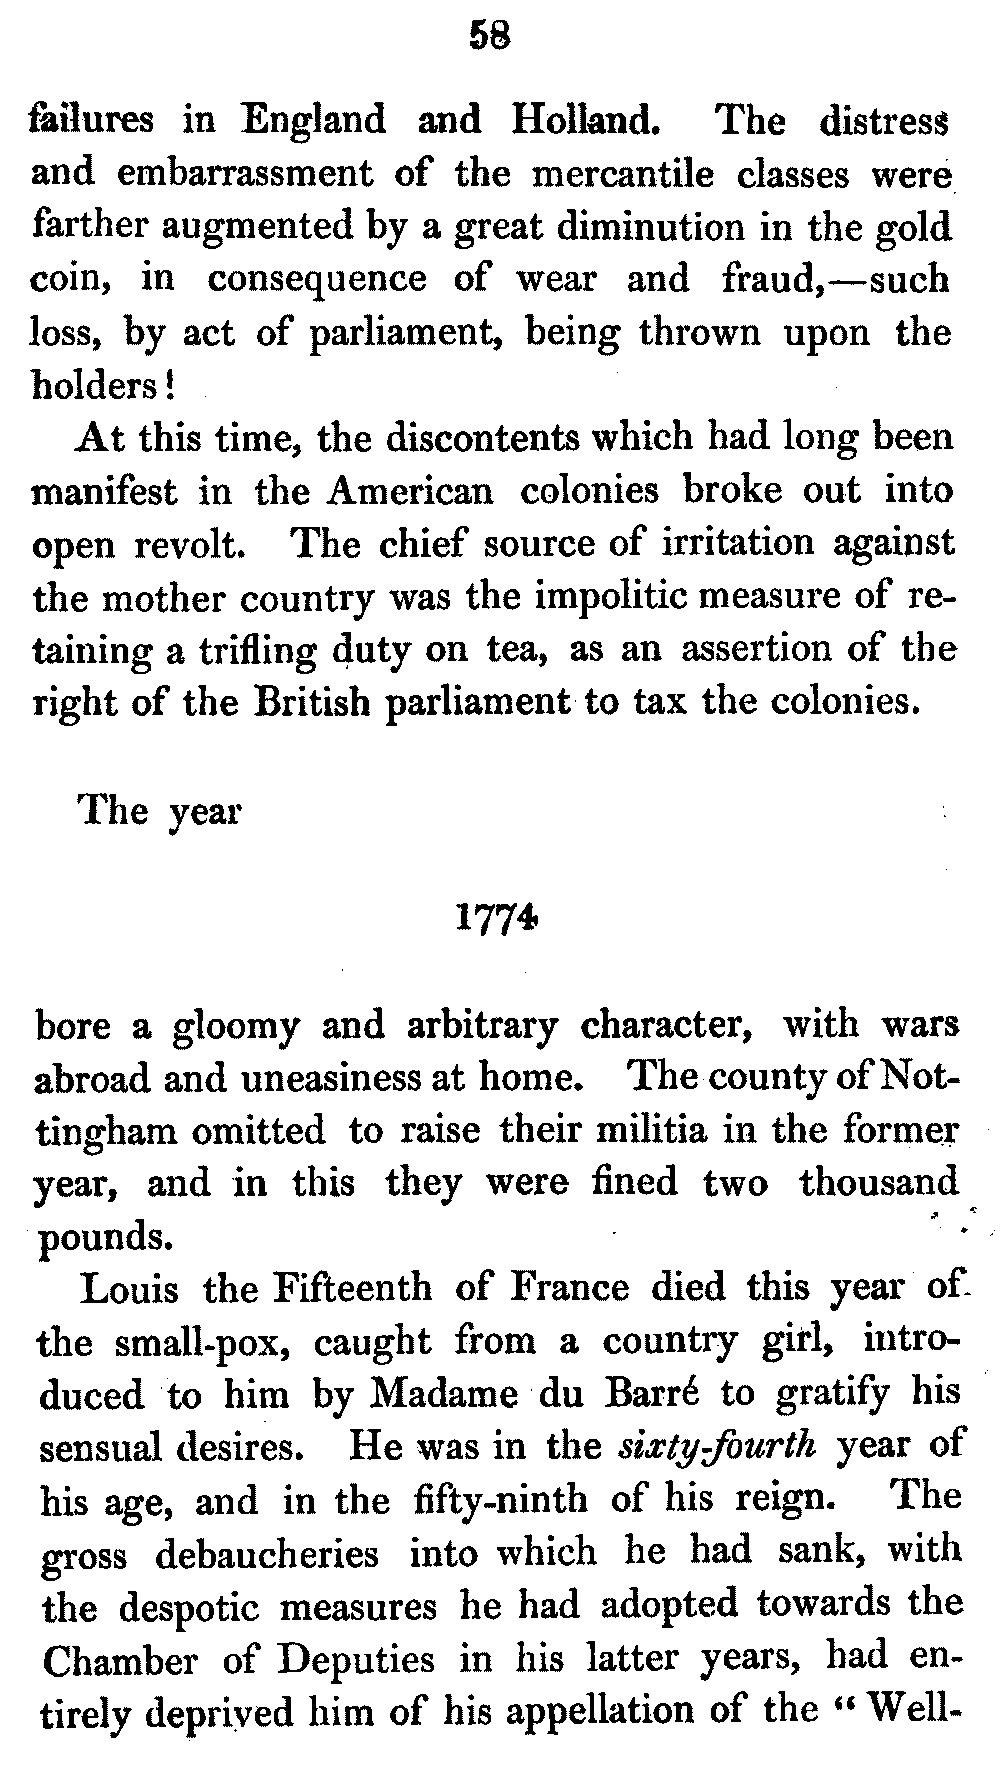 58
failures in England and Holland. The distress
and embarrassment of the mercantile classes were
farther augmented by a great diminution in the gold
coin, in consequence of wear and fraud,—such
loss, by act of parliament, being thrown upon the
holders!
At this time, the discontents which had long been
manifest in the American colonies broke out into
open revolt. The chief source of irritation against
the mother country was the impolitic measure of re-
taining a trifling duty on tea, as an assertion of the
right of the British parliament to tax the colonies.
The year
1774
bore a gloomy and arbitrary character, with wars
abroad and uneasiness at home. The county of Not-
tingham omitted to raise their militia in the former
year, and in this they were fined two thousand
pounds.
Louis the Fifteenth of France died this year of
the small-pox, caught from a country girl, intro-
duced to him by Madame du Barré to gratify his
sensual desires. He was in the sixty-fourth year of
his age, and in the fifty-ninth of his reign. The
gross debaucheries into which he had sank, with
the despotic measures he had adopted towards the
Chamber of Deputies in his latter years, had en-
tirely deprived him of his appellation of the “ Well-